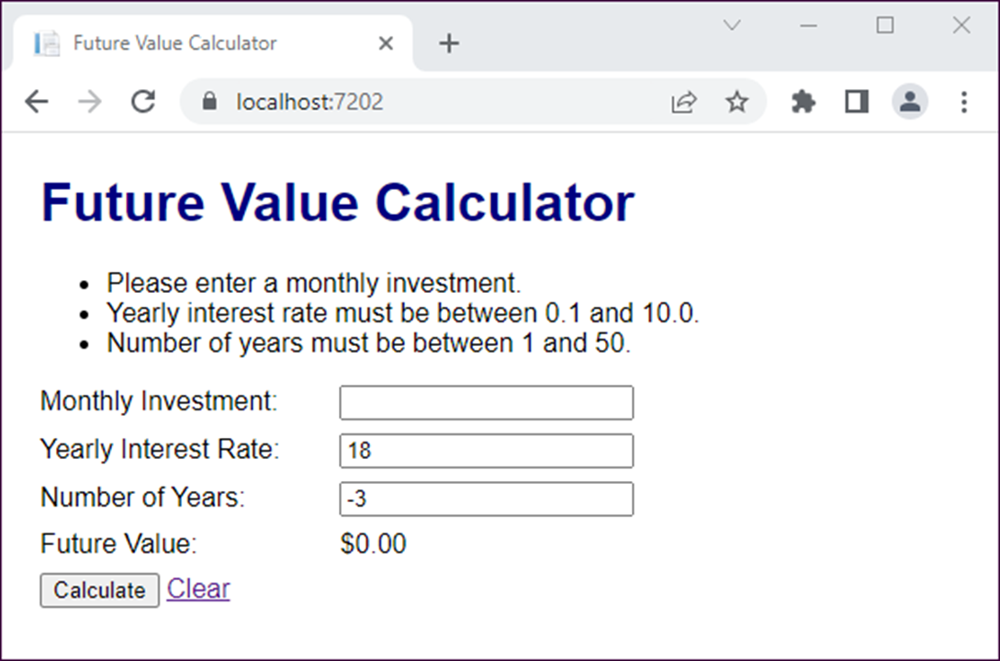 Future Value Calculator
localhost:7202
Future Value Calculator
• Please enter a monthly investment.
• Yearly interest rate must be between 0.1 and 10.0.
• Number of years must be between 1 and 50.
Monthly Investment:
Yearly Interest Rate: 18
Number of Years: -3
Future Value: $0.00
Calculate Clear